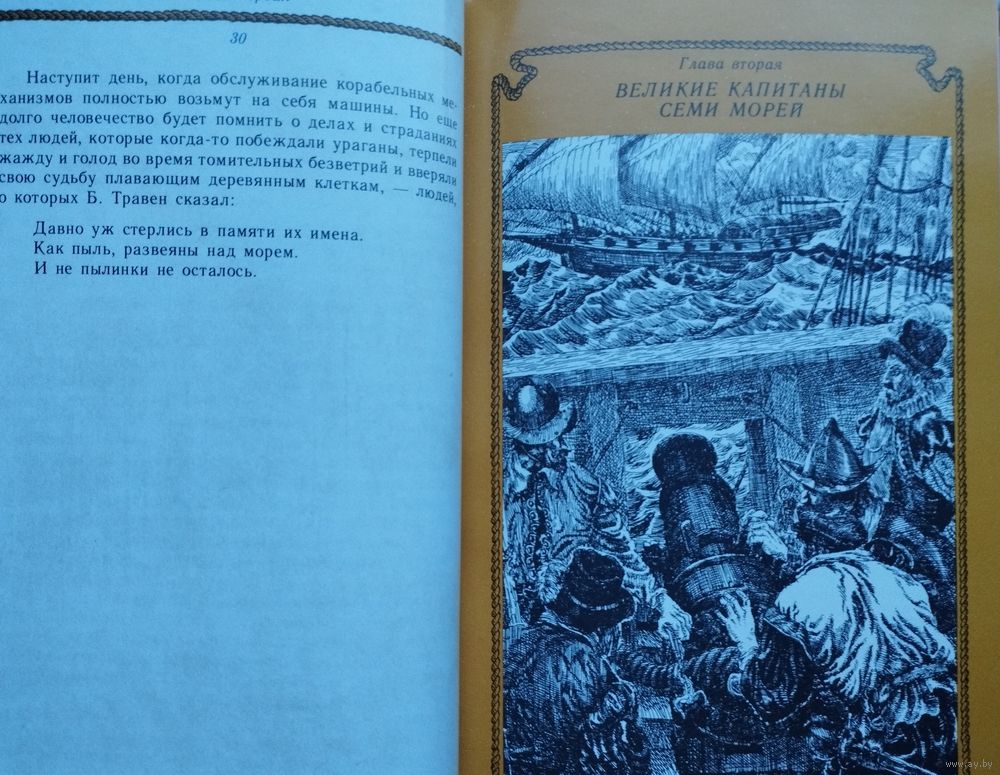 30
Наступит день, когда обслуживание корабельных ме-
ханизмов полностью возьмут на себя машины. Но еще
долго человечество будет помнить о делах и страданиях
тех людей, которые когда-то побеждали ураганы, терпели
жажду и голод во время томительных безветрий и вверяли
свою судьбу плавающим деревянным клеткам, — людей,
о которых Б. Травен сказал:
Давно уж стерлись в памяти их имена.
Как пыль, развеяны над морем.
И не пылинки не осталось.
Глава вторая
ВЕЛИКИЕ КАПИТАНЫ
СЕМИ МОРЕЙ
www.ay.by